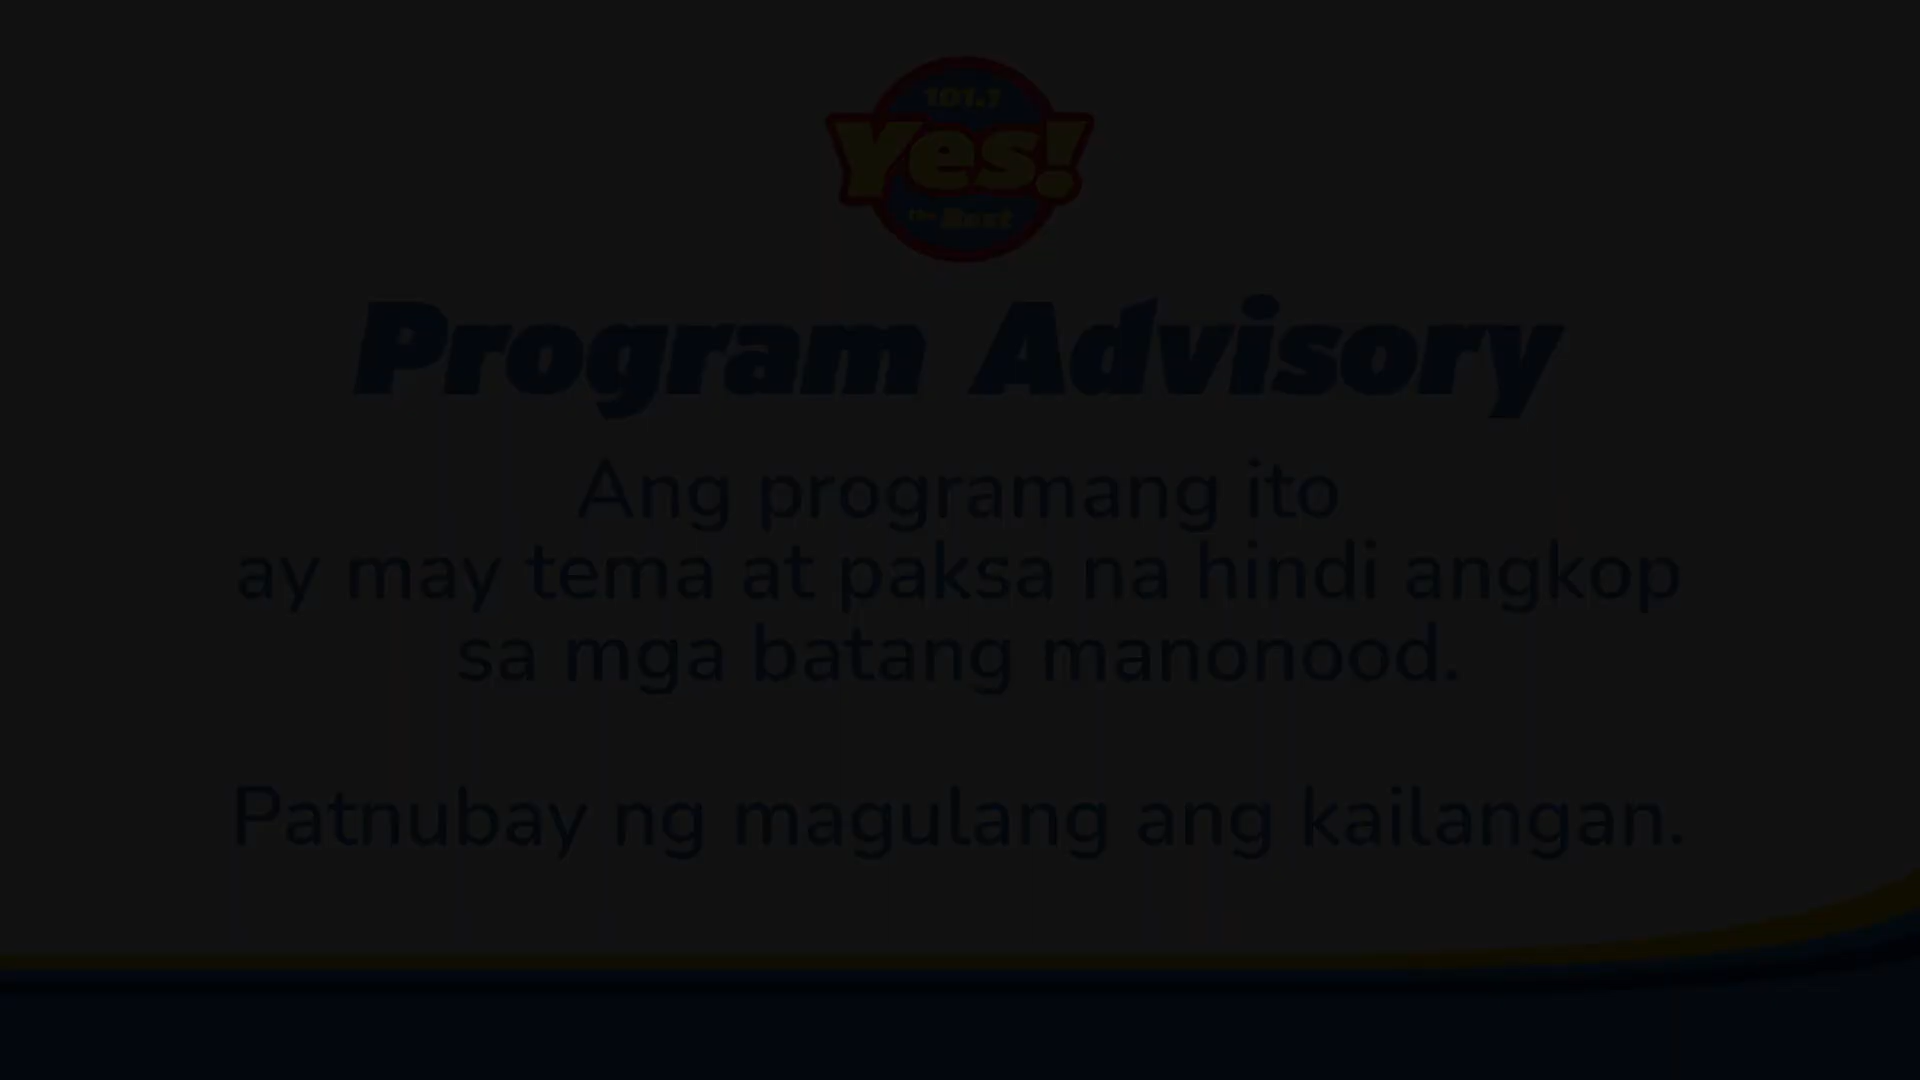 101.1
Yes!
the Best
Program Advisory
Ang programang ito
ay may tema at paksa na hindi angkop
sa mga batang manonood.
Patnubay ng magulang ang kailangan.